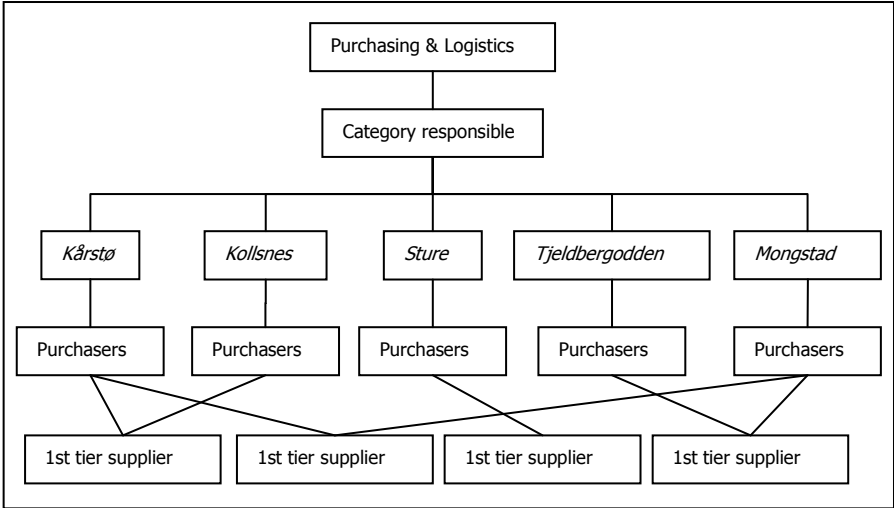 Purchasing & Logistics
Category responsible
Kårstø
Kollsnes
Sture
Tjeldbergodden
Mongstad
Purchasers
Purchasers
Purchasers
Purchasers
Purchasers
1st tier supplier
1st tier supplier
1st tier supplier
1st tier supplier